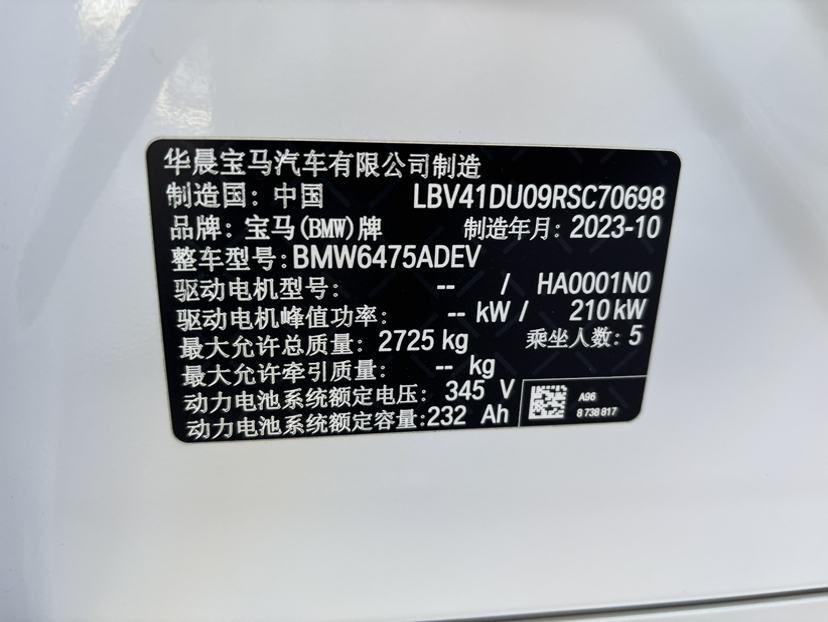 华晨宝马汽车有限公司制造
制造国：中国 LBV41DU09RSC70698
品牌：宝马(BMW)牌 制造年月：2023-10
整车型号：BMW6475ADEV
驱动电机型号： -- / HA0001N0
驱动电机峰值功率： -- kW / 210 kW
最大允许总质量：2725 kg 乘坐人数：5
最大允许牵引质量： -- kg
动力电池系统额定电压：345 V
动力电池系统额定容量：232 Ah
A96
8 738 817